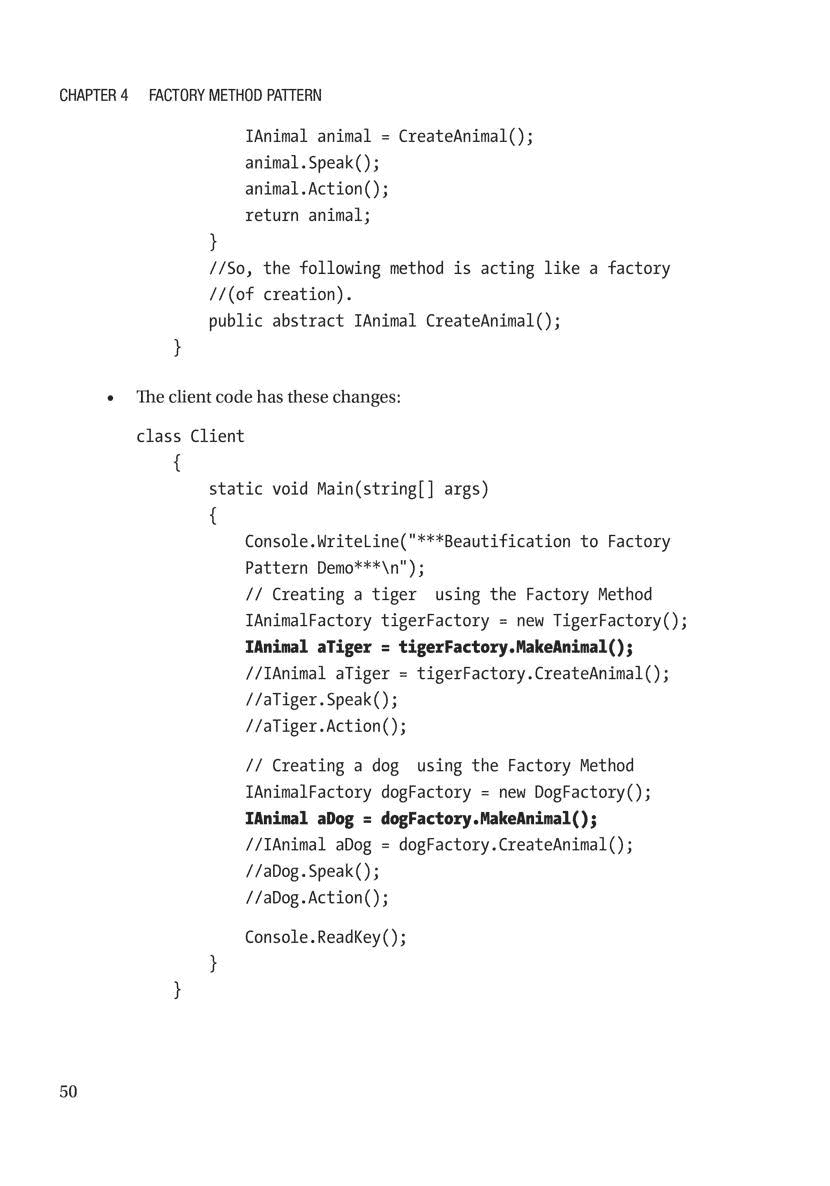 CHAPTER 4 FACTORY METHOD PATTERN
IAnimal animal = CreateAnimal();
animal.Speak();
animal.Action();
return animal;
}
//So, the following method is acting like a factory
//(of creation).
public abstract IAnimal CreateAnimal();
}
• The client code has these changes:
class Client
{
static void Main(string[] args)
{
Console.WriteLine("***Beautification to Factory
Pattern Demo***\n");
// Creating a tiger  using the Factory Method
IAnimalFactory tigerFactory = new TigerFactory();
IAnimal aTiger = tigerFactory.MakeAnimal();
//IAnimal aTiger = tigerFactory.CreateAnimal();
//aTiger.Speak();
//aTiger.Action();
// Creating a dog  using the Factory Method
IAnimalFactory dogFactory = new DogFactory();
IAnimal aDog = dogFactory.MakeAnimal();
//IAnimal aDog = dogFactory.CreateAnimal();
//aDog.Speak();
//aDog.Action();
Console.ReadKey();
}
}
50